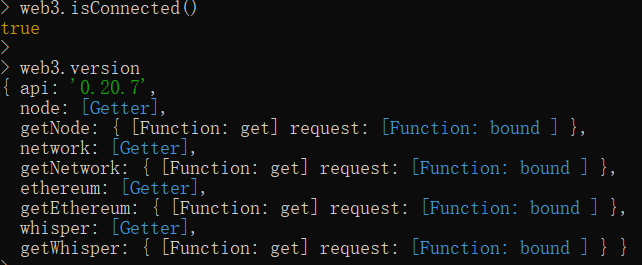 > web3.isConnected()
true
>
> web3.version
{ api: '0.20.7',
  node: [Getter],
  getNode: { [Function: get] request: [Function: bound ] },
  network: [Getter],
  getNetwork: { [Function: get] request: [Function: bound ] },
  ethereum: [Getter],
  getEthereum: { [Function: get] request: [Function: bound ] },
  whisper: [Getter],
  getWhisper: { [Function: get] request: [Function: bound ] } }